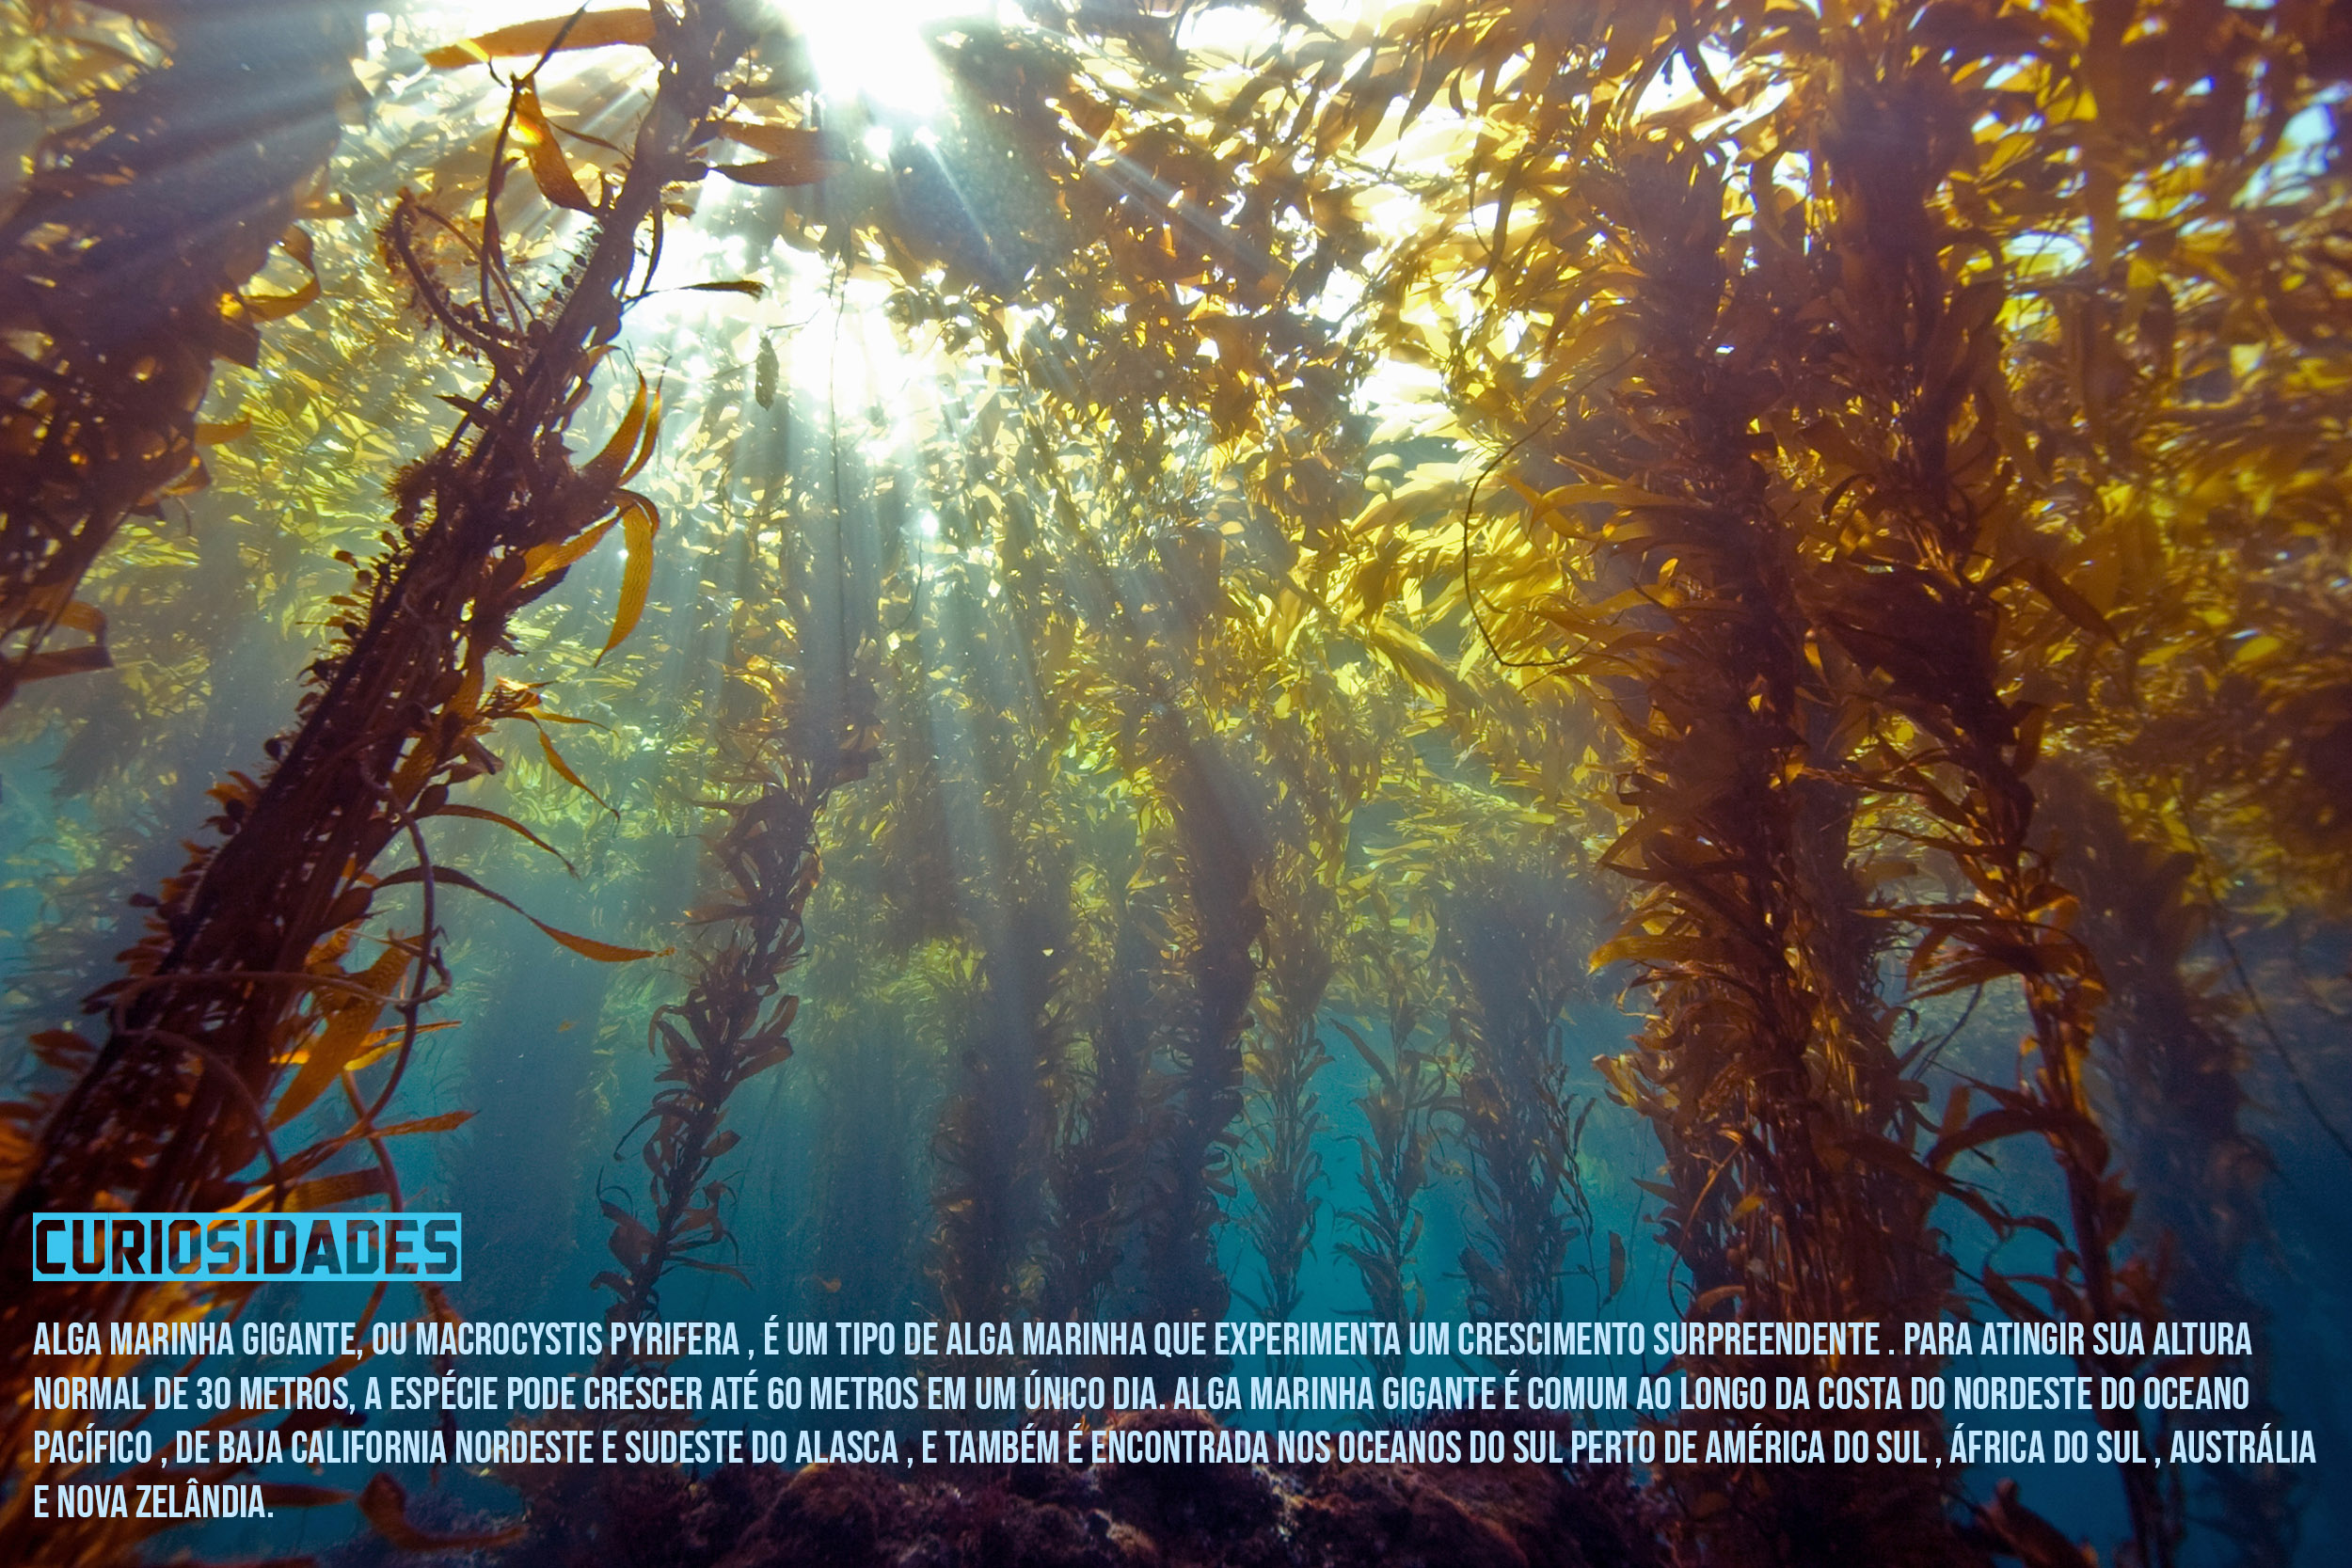 CURIOSIDADES
ALGA MARINHA GIGANTE, OU MACROCYSTIS PYRIFERA , É UM TIPO DE ALGA MARINHA QUE EXPERIMENTA UM CRESCIMENTO SURPREENDENTE . PARA ATINGIR SUA ALTURA
NORMAL DE 30 METROS, A ESPÉCIE PODE CRESCER ATÉ 60 METROS EM UM ÚNICO DIA. ALGA MARINHA GIGANTE É COMUM AO LONGO DA COSTA DO NORDESTE DO OCEANO
PACÍFICO , DE BAJA CALIFORNIA NORDESTE E SUDESTE DO ALASCA , E TAMBÉM É ENCONTRADA NOS OCEANOS DO SUL PERTO DE AMÉRICA DO SUL , ÁFRICA DO SUL , AUSTRÁLIA
E NOVA ZELÂNDIA.